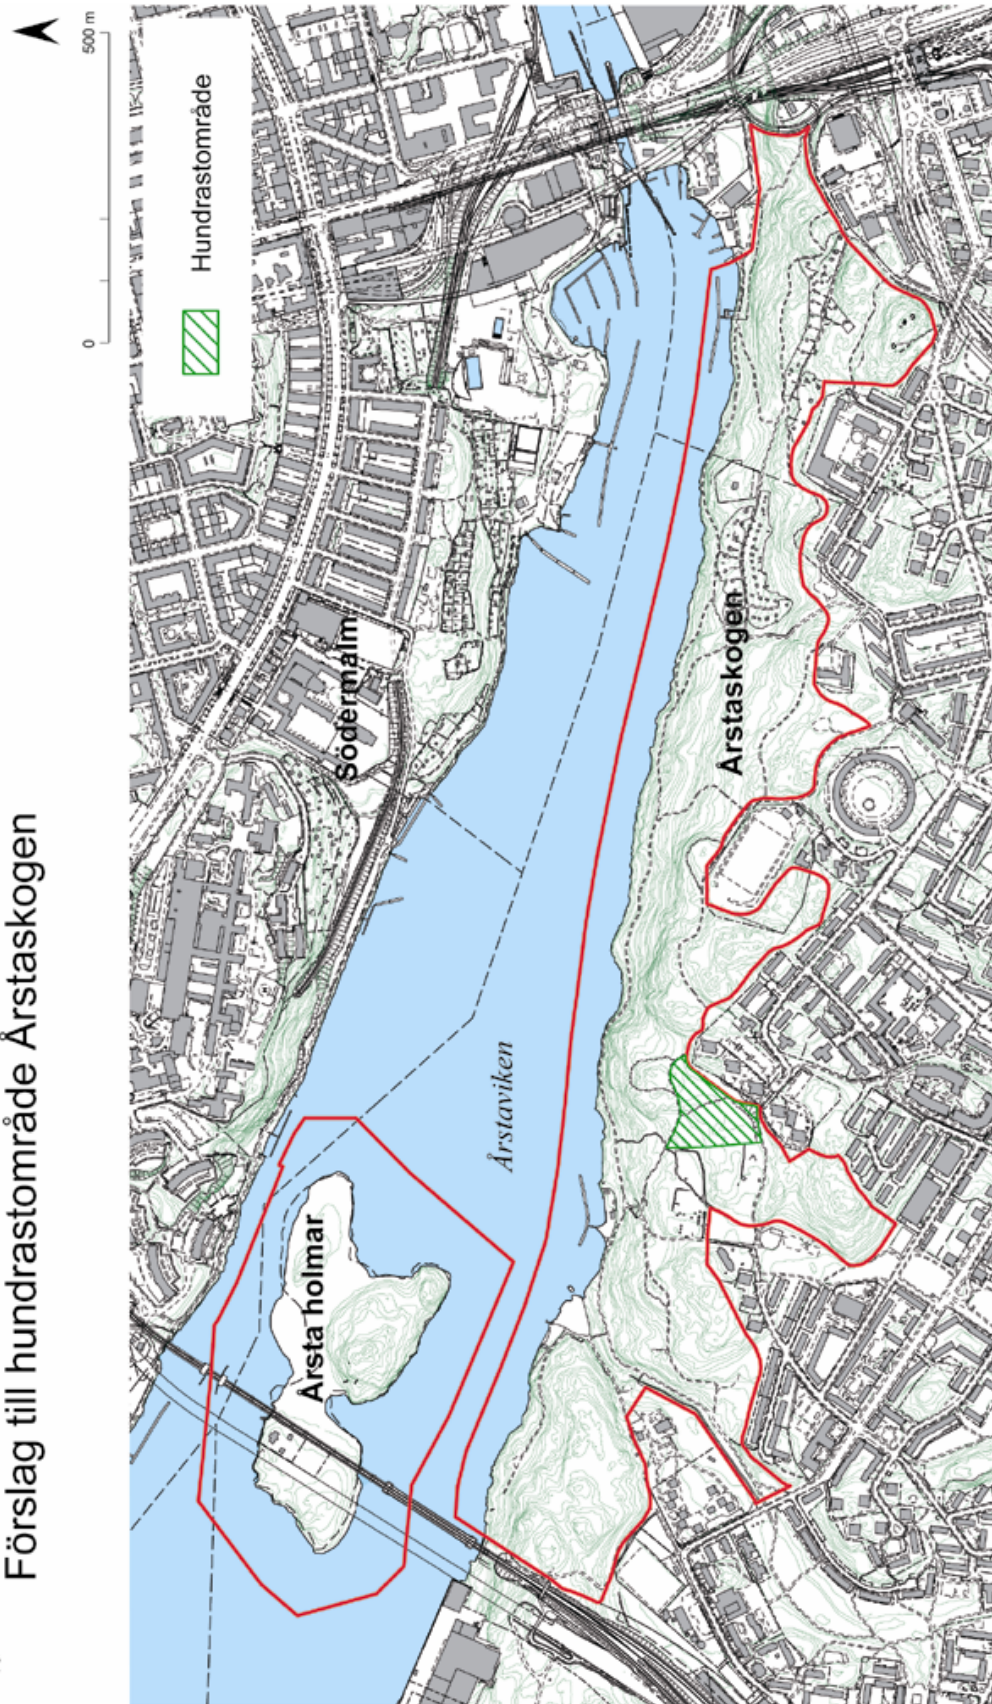 Förslag till hundrastområde Årstaskogen
0
500 m
Hundrastområde
Södermalm
Årstaviken
Årsta holmar
Årstaskogen